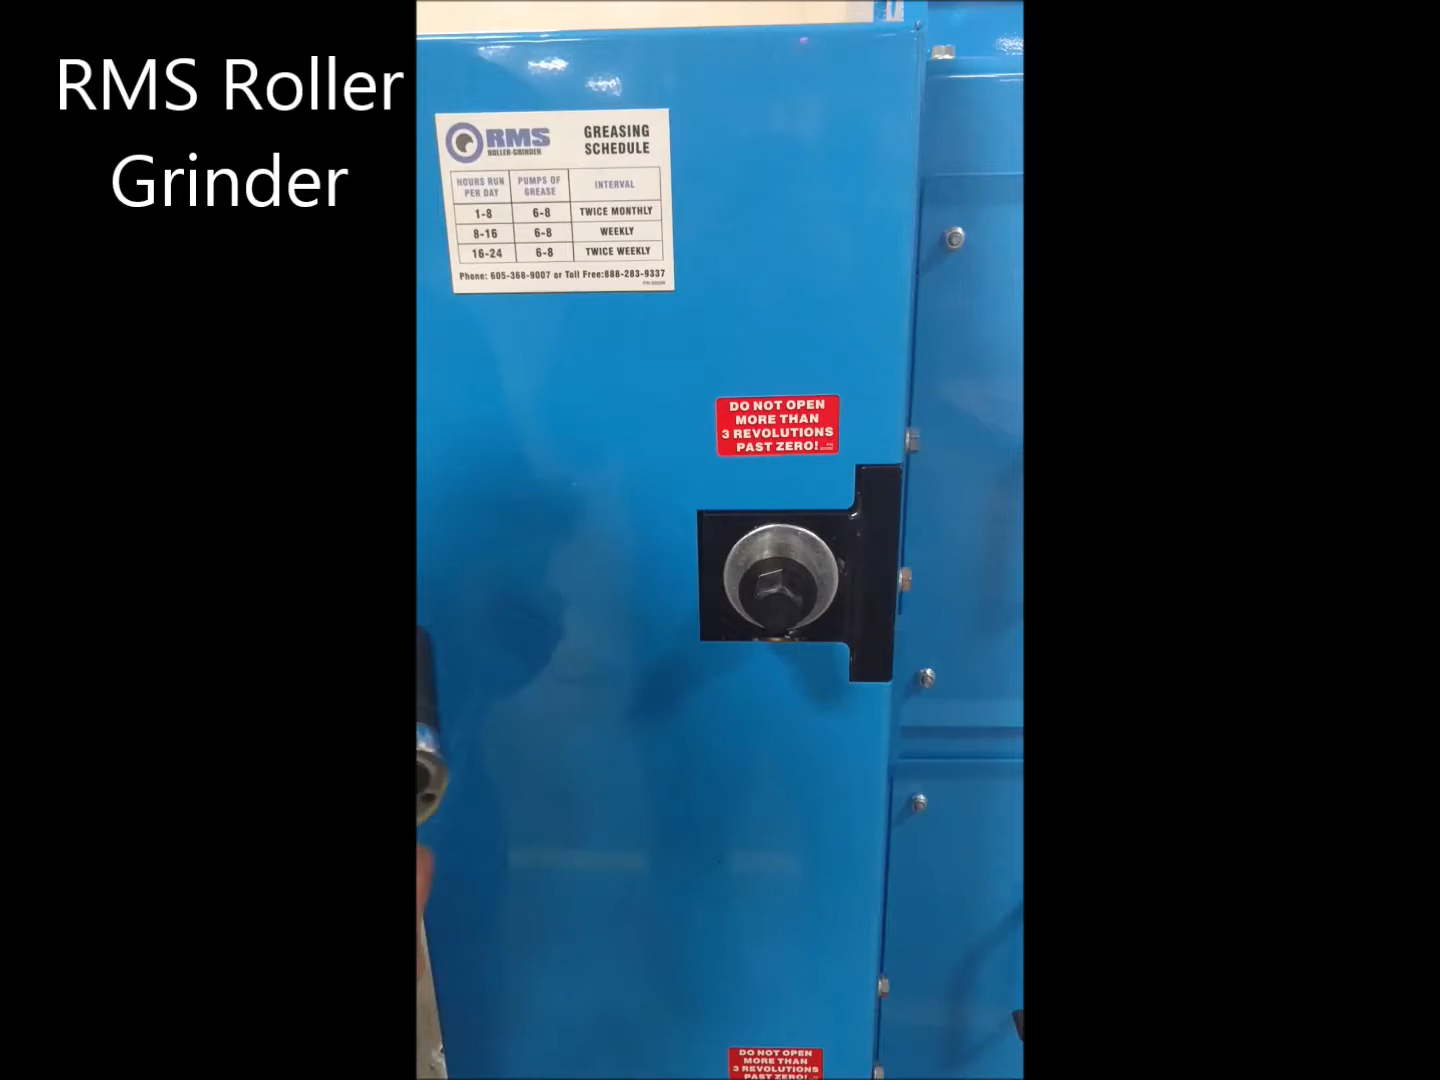 RMS Roller
Grinder
RMS
ROLLER-GRINDER
GREASING
SCHEDULE
HOURS RUN
PER DAY
PUMPS OF
GREASE
INTERVAL
1-8 6-8 TWICE MONTHLY
8-16 6-8 WEEKLY
16-24 6-8 TWICE WEEKLY
Phone: 605-368-9007 or Toll Free:888-283-9337
DO NOT OPEN
MORE THAN
3 REVOLUTIONS
PAST ZERO!
DO NOT OPEN
MORE THAN
3 REVOLUTIONS
PAST ZERO!